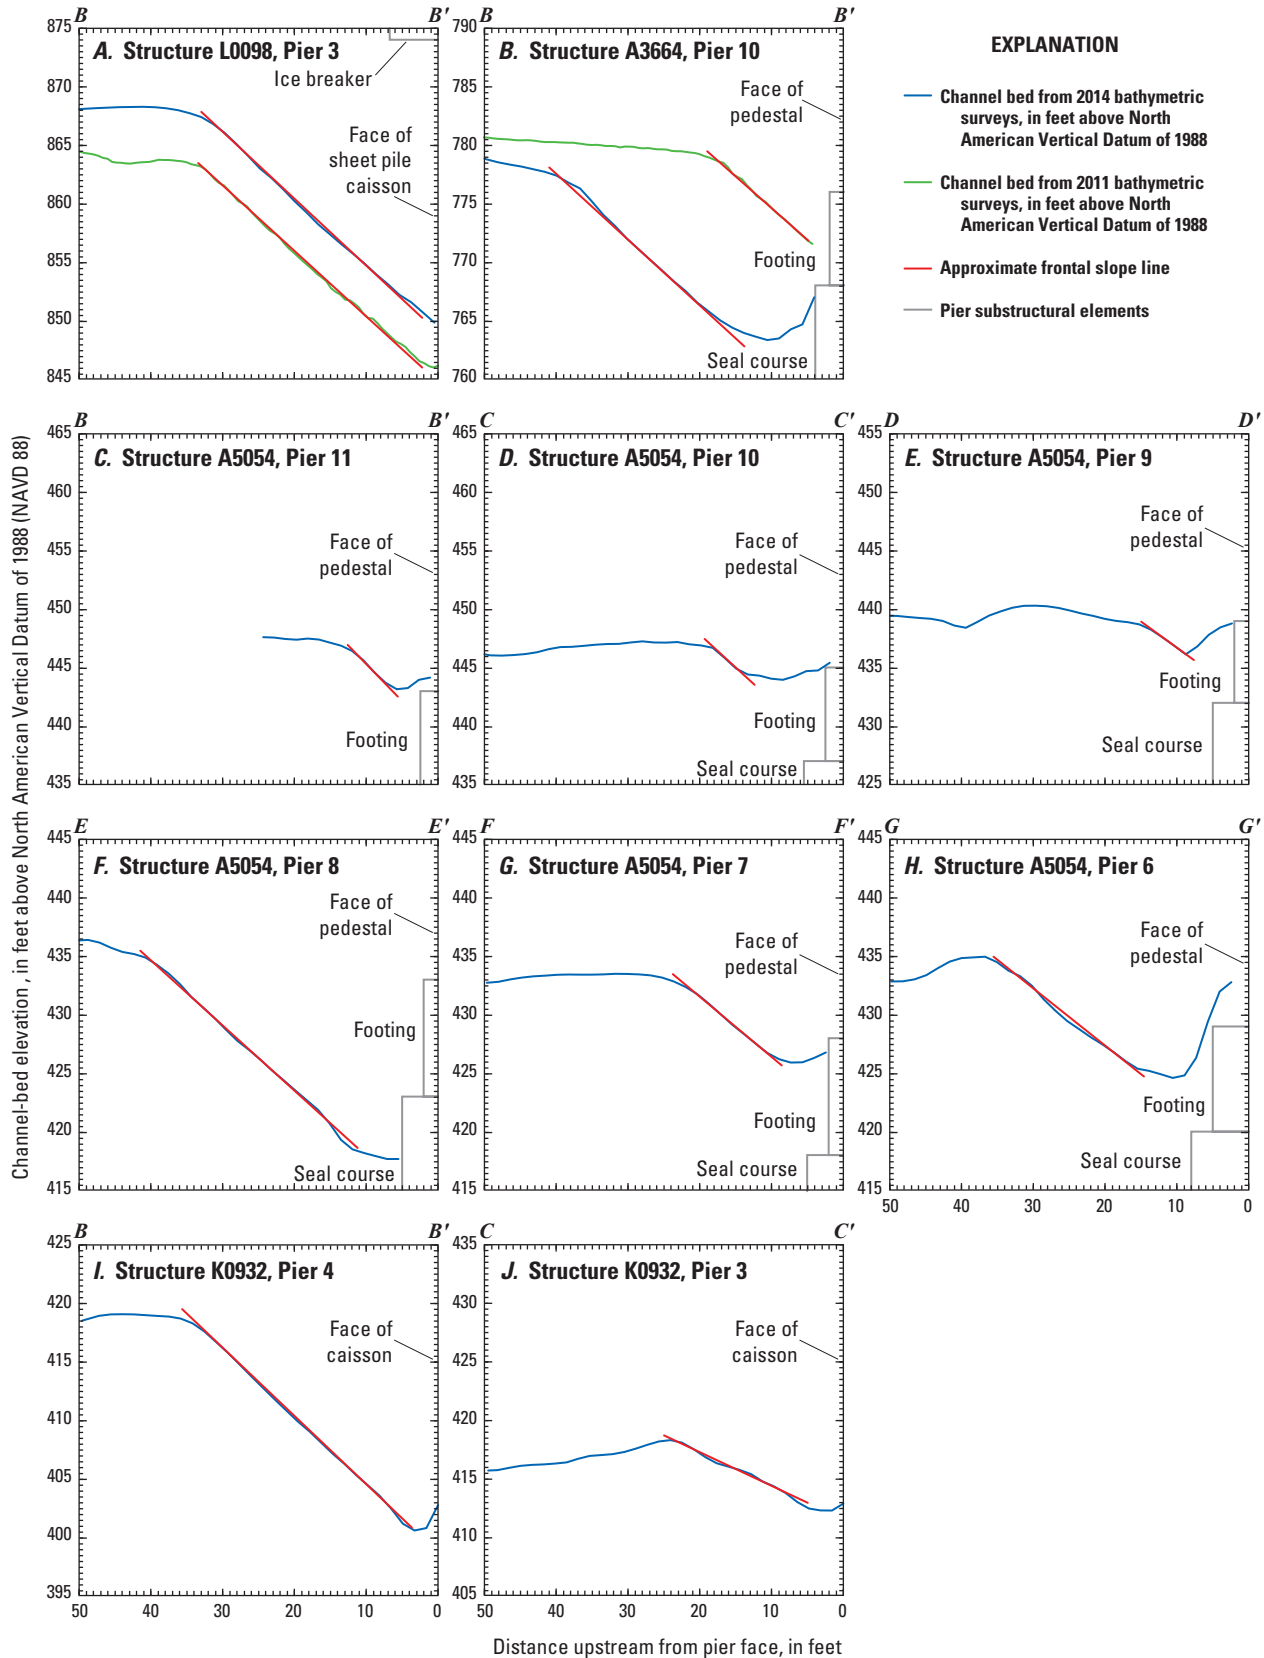 B B′
875
870
865
860
855
850
845
A. Structure L0098, Pier 3
Ice breaker
Face of
sheet pile
caisson
B B′
790
785
780
775
770
765
760
B. Structure A3664, Pier 10
Face of
pedestal
Footing
Seal course
EXPLANATION
Channel bed from 2014 bathymetric
surveys, in feet above North
American Vertical Datum of 1988
Channel bed from 2011 bathymetric
surveys, in feet above North
American Vertical Datum of 1988
Approximate frontal slope line
Pier substructural elements
Channel-bed elevation, in feet above North American Vertical Datum of 1988 (NAVD 88)
B B′
465
460
455
450
445
440
435
C. Structure A5054, Pier 11
Face of
pedestal
Footing
C C′
465
460
455
450
445
440
435
D. Structure A5054, Pier 10
Face of
pedestal
Footing
Seal course
D D′
455
450
445
440
435
430
425
E. Structure A5054, Pier 9
Face of
pedestal
Footing
Seal course
E E′
445
440
435
430
425
420
415
F. Structure A5054, Pier 8
Face of
pedestal
Footing
Seal course
F F′
445
440
435
430
425
420
415
G. Structure A5054, Pier 7
Face of
pedestal
Footing
Seal course
G G′
445
440
435
430
425
420
415
H. Structure A5054, Pier 6
Face of
pedestal
Footing
Seal course
50 40 30 20 10 0
B B′
425
420
415
410
405
400
395
I. Structure K0932, Pier 4
Face of
caisson
50 40 30 20 10 0
C C′
435
430
425
420
415
410
405
J. Structure K0932, Pier 3
Face of
caisson
50 40 30 20 10 0
Distance upstream from pier face, in feet